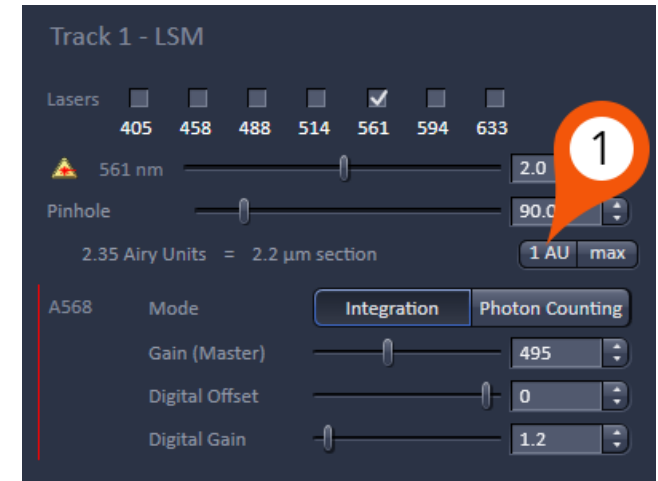 Track 1 - LSM
Lasers
405 458 488 514 561 594 633
1
561 nm 2.0
Pinhole 90.0
2.35 Airy Units = 2.2 µm section 1 AU max
A568 Mode Integration Photon Counting
Gain (Master) 495
Digital Offset 0
Digital Gain 1.2